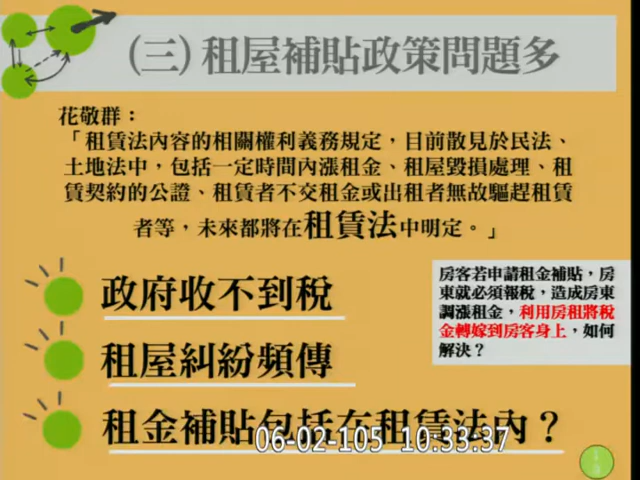 (三)租屋補貼政策問題多
花敬群：
「租賃法內容的相關權利義務規定，目前散見於民法、
土地法中，包括一定時間內漲租金、租屋毀損處理、租
賃契約的公證、租賃者不交租金或出租者無故驅趕租賃
者等，未來都將在租賃法中明定。」
政府收不到稅
租屋糾紛頻傳
租金補貼包括在租賃法內？
房客若申請租金補貼，房
東就必須報稅，造成房東
調漲租金，利用房租將稅
金轉嫁到房客身上，如何
解決？
06-02-105 10:33:37